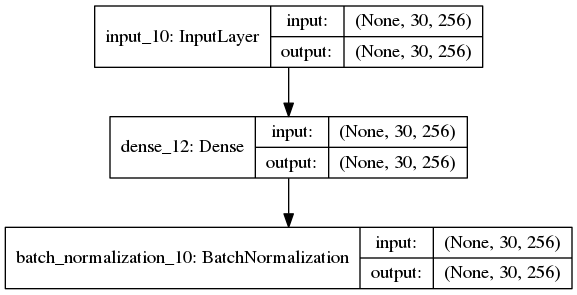 input_10: InputLayer
input: (None, 30, 256)
output: (None, 30, 256)
dense_12: Dense
input: (None, 30, 256)
output: (None, 30, 256)
batch_normalization_10: BatchNormalization
input: (None, 30, 256)
output: (None, 30, 256)